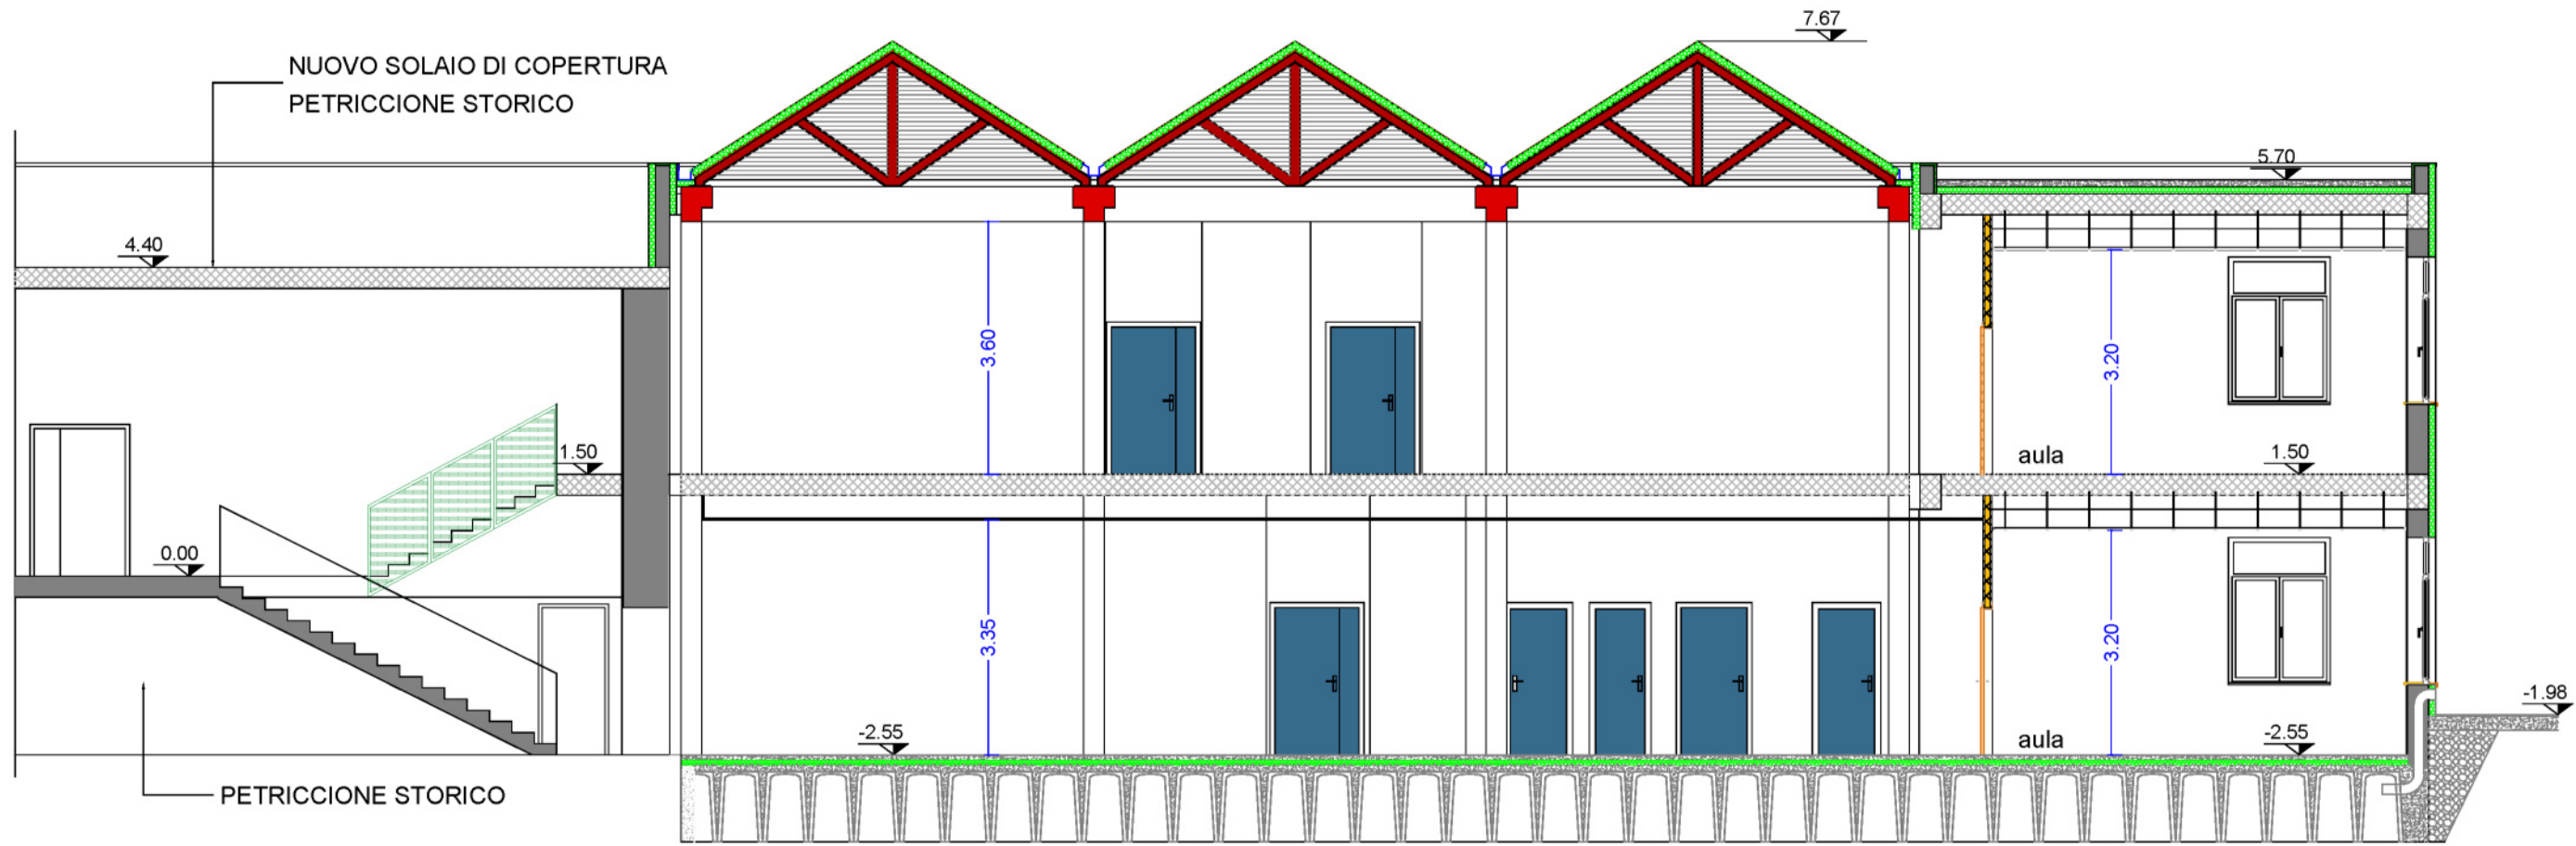 7.67
NUOVO SOLAIO DI COPERTURA
PETRICCIONE STORICO
5.70
4.40
3.60
3.20
1.50
aula
1.50
0.00
3.35
3.20
-1.98
-2.55
aula
-2.55
PETRICCIONE STORICO